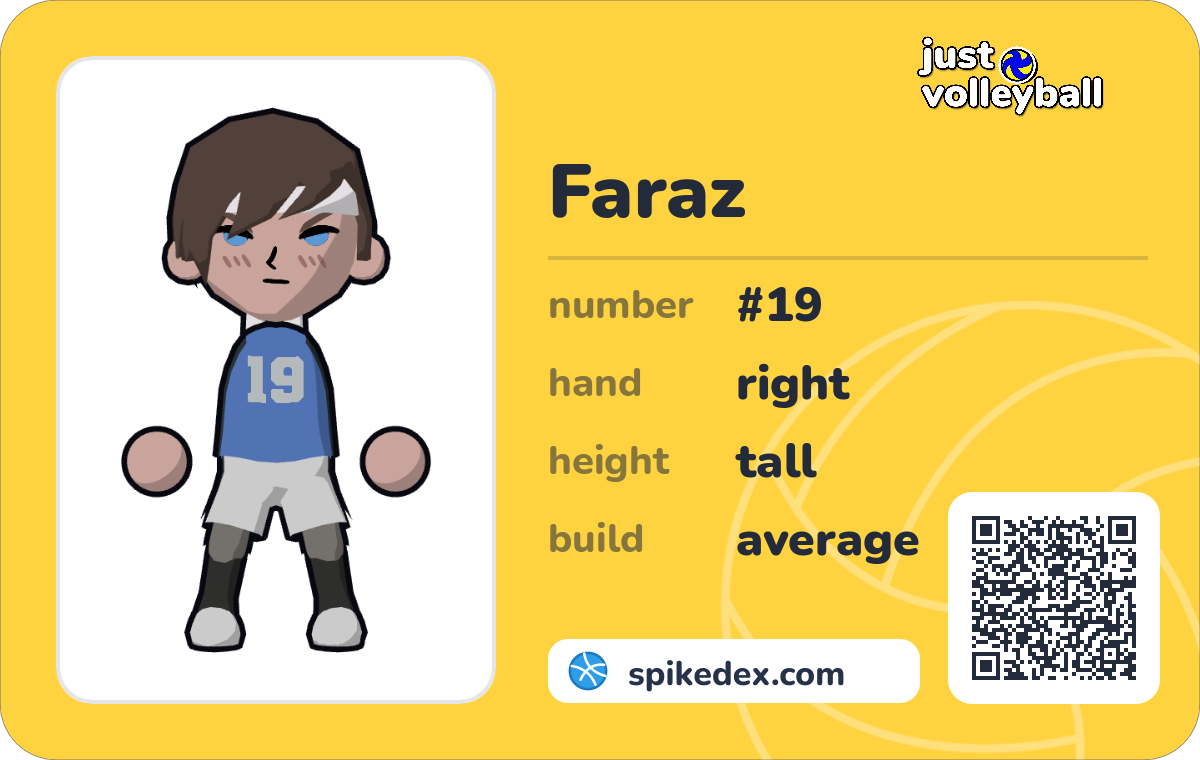 just
volleyball
Faraz
number #19
hand right
height tall
build average
19
spikedex.com